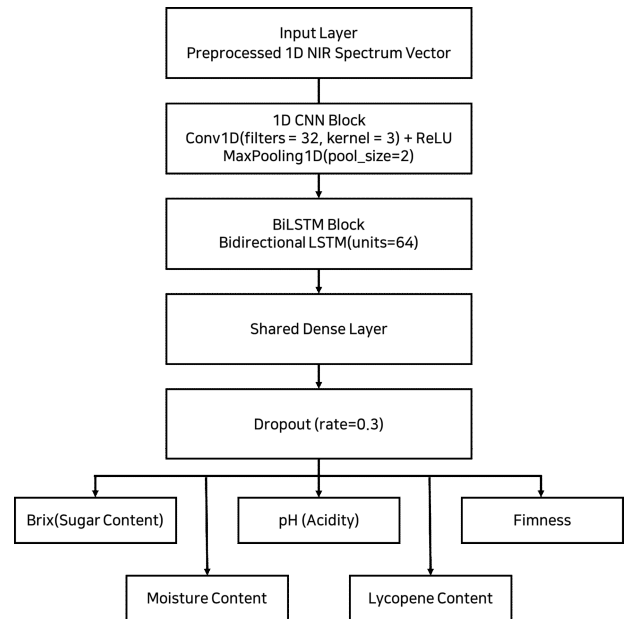 Input Layer
Preprocessed 1D NIR Spectrum Vector
1D CNN Block
Conv1D(filters = 32, kernel = 3) + ReLU
MaxPooling1D(pool_size=2)
BiLSTM Block
Bidirectional LSTM(units=64)
Shared Dense Layer
Dropout (rate=0.3)
Brix(Sugar Content)
pH (Acidity)
Fimness
Moisture Content
Lycopene Content